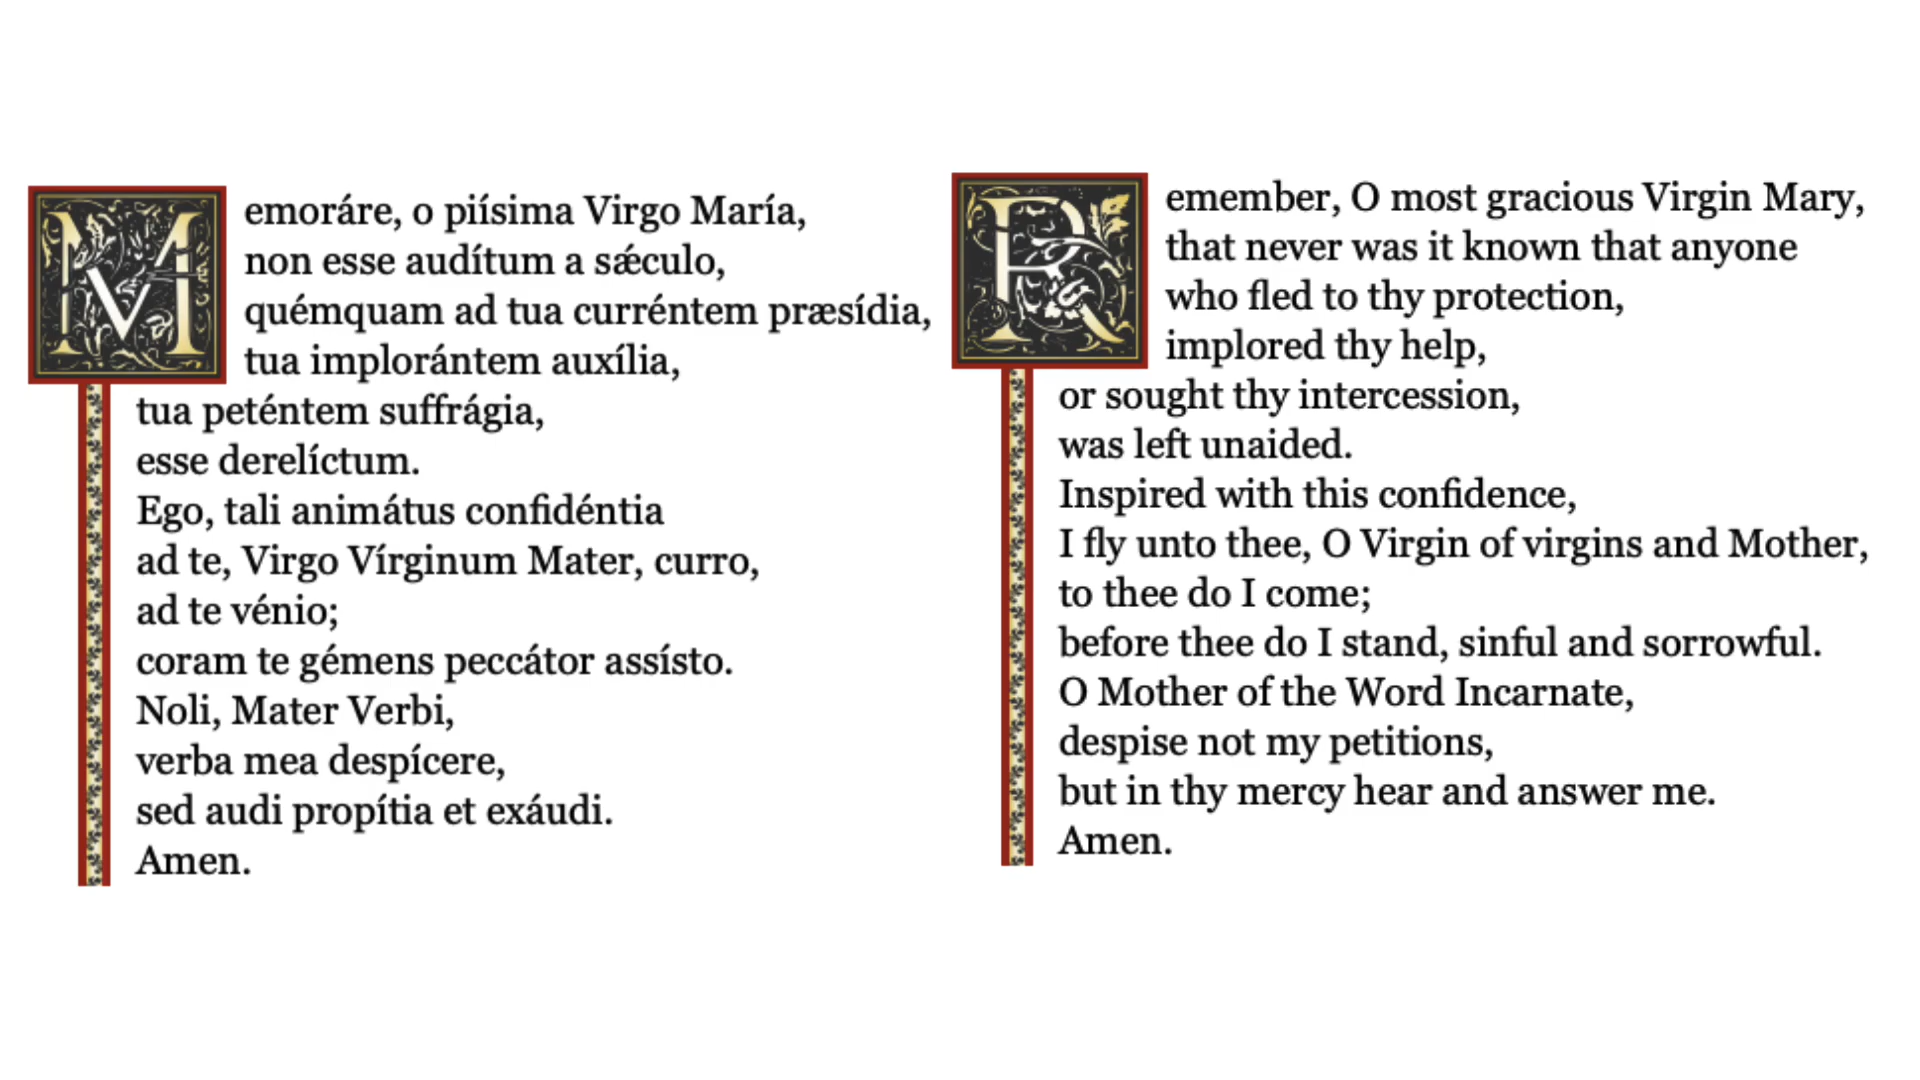 Memoráre, o piísima Virgo María,
non esse audítum a sǽculo,
quémquam ad tua curréntem præsídia,
tua implorántem auxília,
tua peténtem suffrágia,
esse derelíctum.
Ego, tali animátus confidéntia
ad te, Virgo Vírginum Mater, curro,
ad te vénio;
coram te gémens peccátor assísto.
Noli, Mater Verbi,
verba mea despícere,
sed audi propítia et exáudi.
Amen.
Remember, O most gracious Virgin Mary,
that never was it known that anyone
who fled to thy protection,
implored thy help,
or sought thy intercession,
was left unaided.
Inspired with this confidence,
I fly unto thee, O Virgin of virgins and Mother,
to thee do I come;
before thee do I stand, sinful and sorrowful.
O Mother of the Word Incarnate,
despise not my petitions,
but in thy mercy hear and answer me.
Amen.